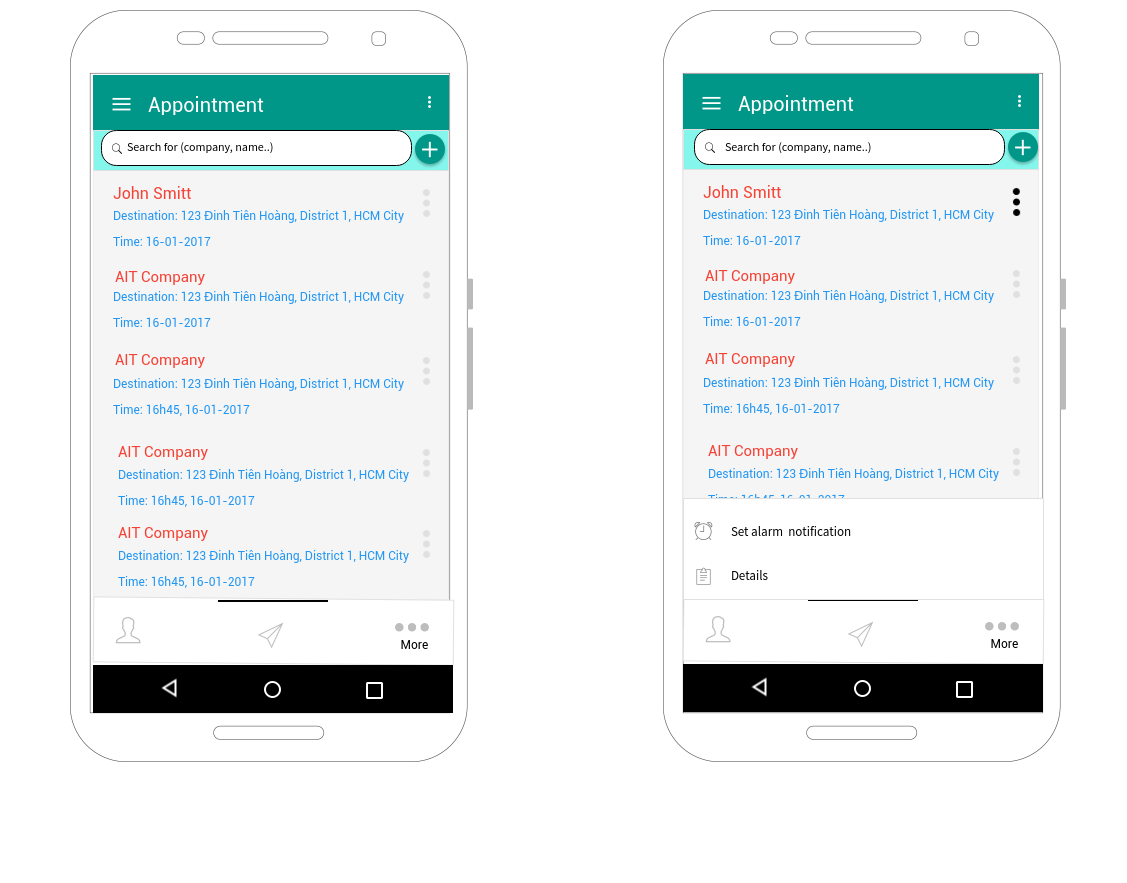 Appointment
Search for (company, name..)
John Smitt
Destination: 123 Đinh Tiên Hoàng, District 1, HCM City
Time: 16-01-2017
AIT Company
Destination: 123 Đinh Tiên Hoàng, District 1, HCM City
Time: 16-01-2017
AIT Company
Destination: 123 Đinh Tiên Hoàng, District 1, HCM City
Time: 16h45, 16-01-2017
AIT Company
Destination: 123 Đinh Tiên Hoàng, District 1, HCM City
Time: 16h45, 16-01-2017
AIT Company
Destination: 123 Đinh Tiên Hoàng, District 1, HCM City
Time: 16h45, 16-01-2017
More
Appointment
Search for (company, name..)
John Smitt
Destination: 123 Đinh Tiên Hoàng, District 1, HCM City
Time: 16-01-2017
AIT Company
Destination: 123 Đinh Tiên Hoàng, District 1, HCM City
Time: 16-01-2017
AIT Company
Destination: 123 Đinh Tiên Hoàng, District 1, HCM City
Time: 16h45, 16-01-2017
AIT Company
Destination: 123 Đinh Tiên Hoàng, District 1, HCM City
Time: 16h45, 16-01-2017
Set alarm notification
Details
More